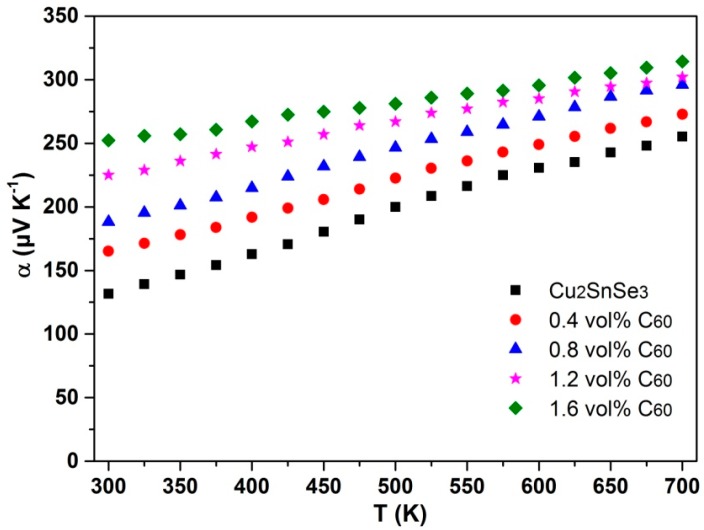 350
300
250
200
150
100
50
0
α (µV K⁻¹)
Cu₂SnSe₃
0.4 vol% C₆₀
0.8 vol% C₆₀
1.2 vol% C₆₀
1.6 vol% C₆₀
300 350 400 450 500 550 600 650 700
T (K)